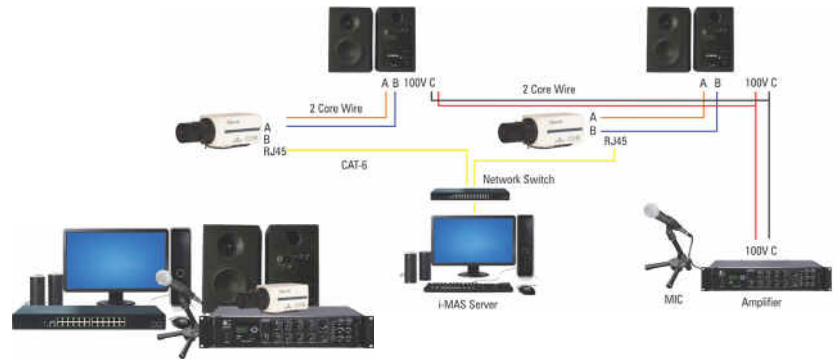 A B 100V C
A B 100V C
2 Core Wire
2 Core Wire
A
B
RJ45
A
B
RJ45
CAT-6
Network Switch
100V C
i-MAS Server
MIC
Amplifier